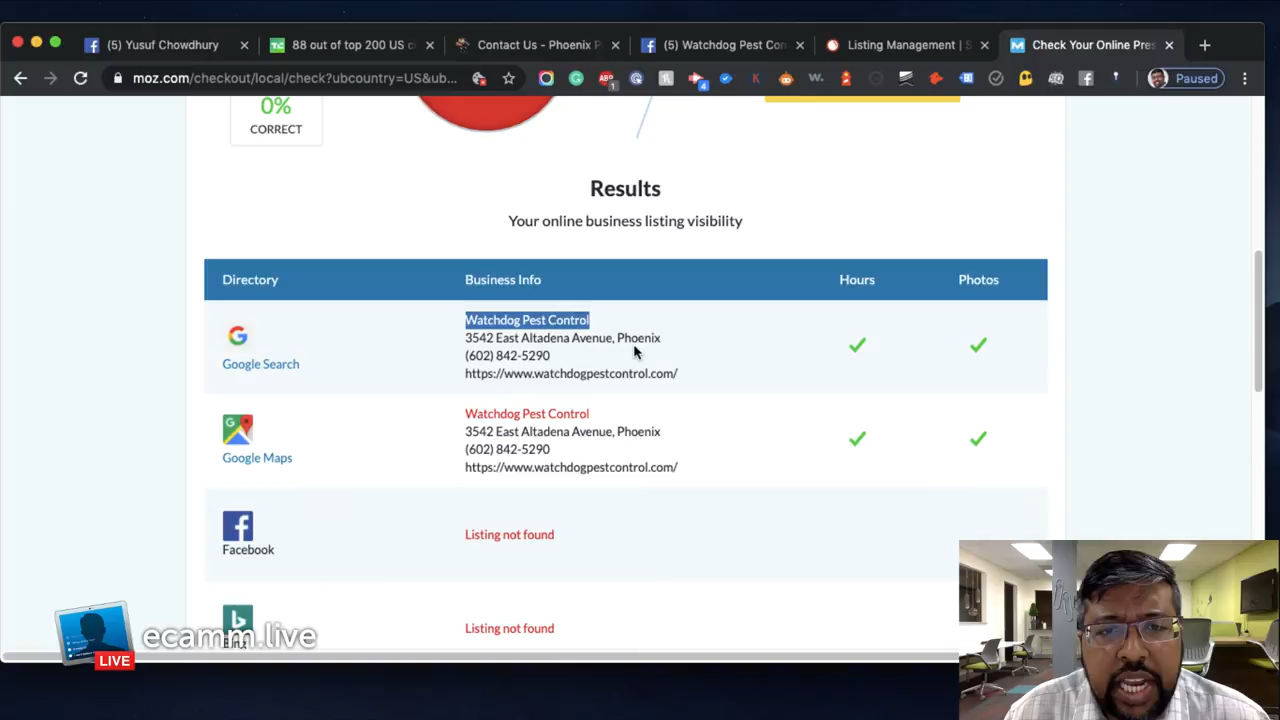 (5) Yusuf Chowdhury
88 out of top 200 US c
Contact Us - Phoenix P
(5) Watchdog Pest Con
Listing Management | S
Check Your Online Pres
moz.com/checkout/local/check?ubcountry=US&ub...
ABP
1
4
K
w.
Paused
0%
CORRECT
Results
Your online business listing visibility
Directory
Business Info
Hours
Photos
Watchdog Pest Control
3542 East Altadena Avenue, Phoenix
(602) 842-5290
https://www.watchdogpestcontrol.com/
Google Search
Watchdog Pest Control
3542 East Altadena Avenue, Phoenix
(602) 842-5290
https://www.watchdogpestcontrol.com/
Google Maps
Listing not found
Facebook
Listing not found
Bing
ecamm.live
LIVE